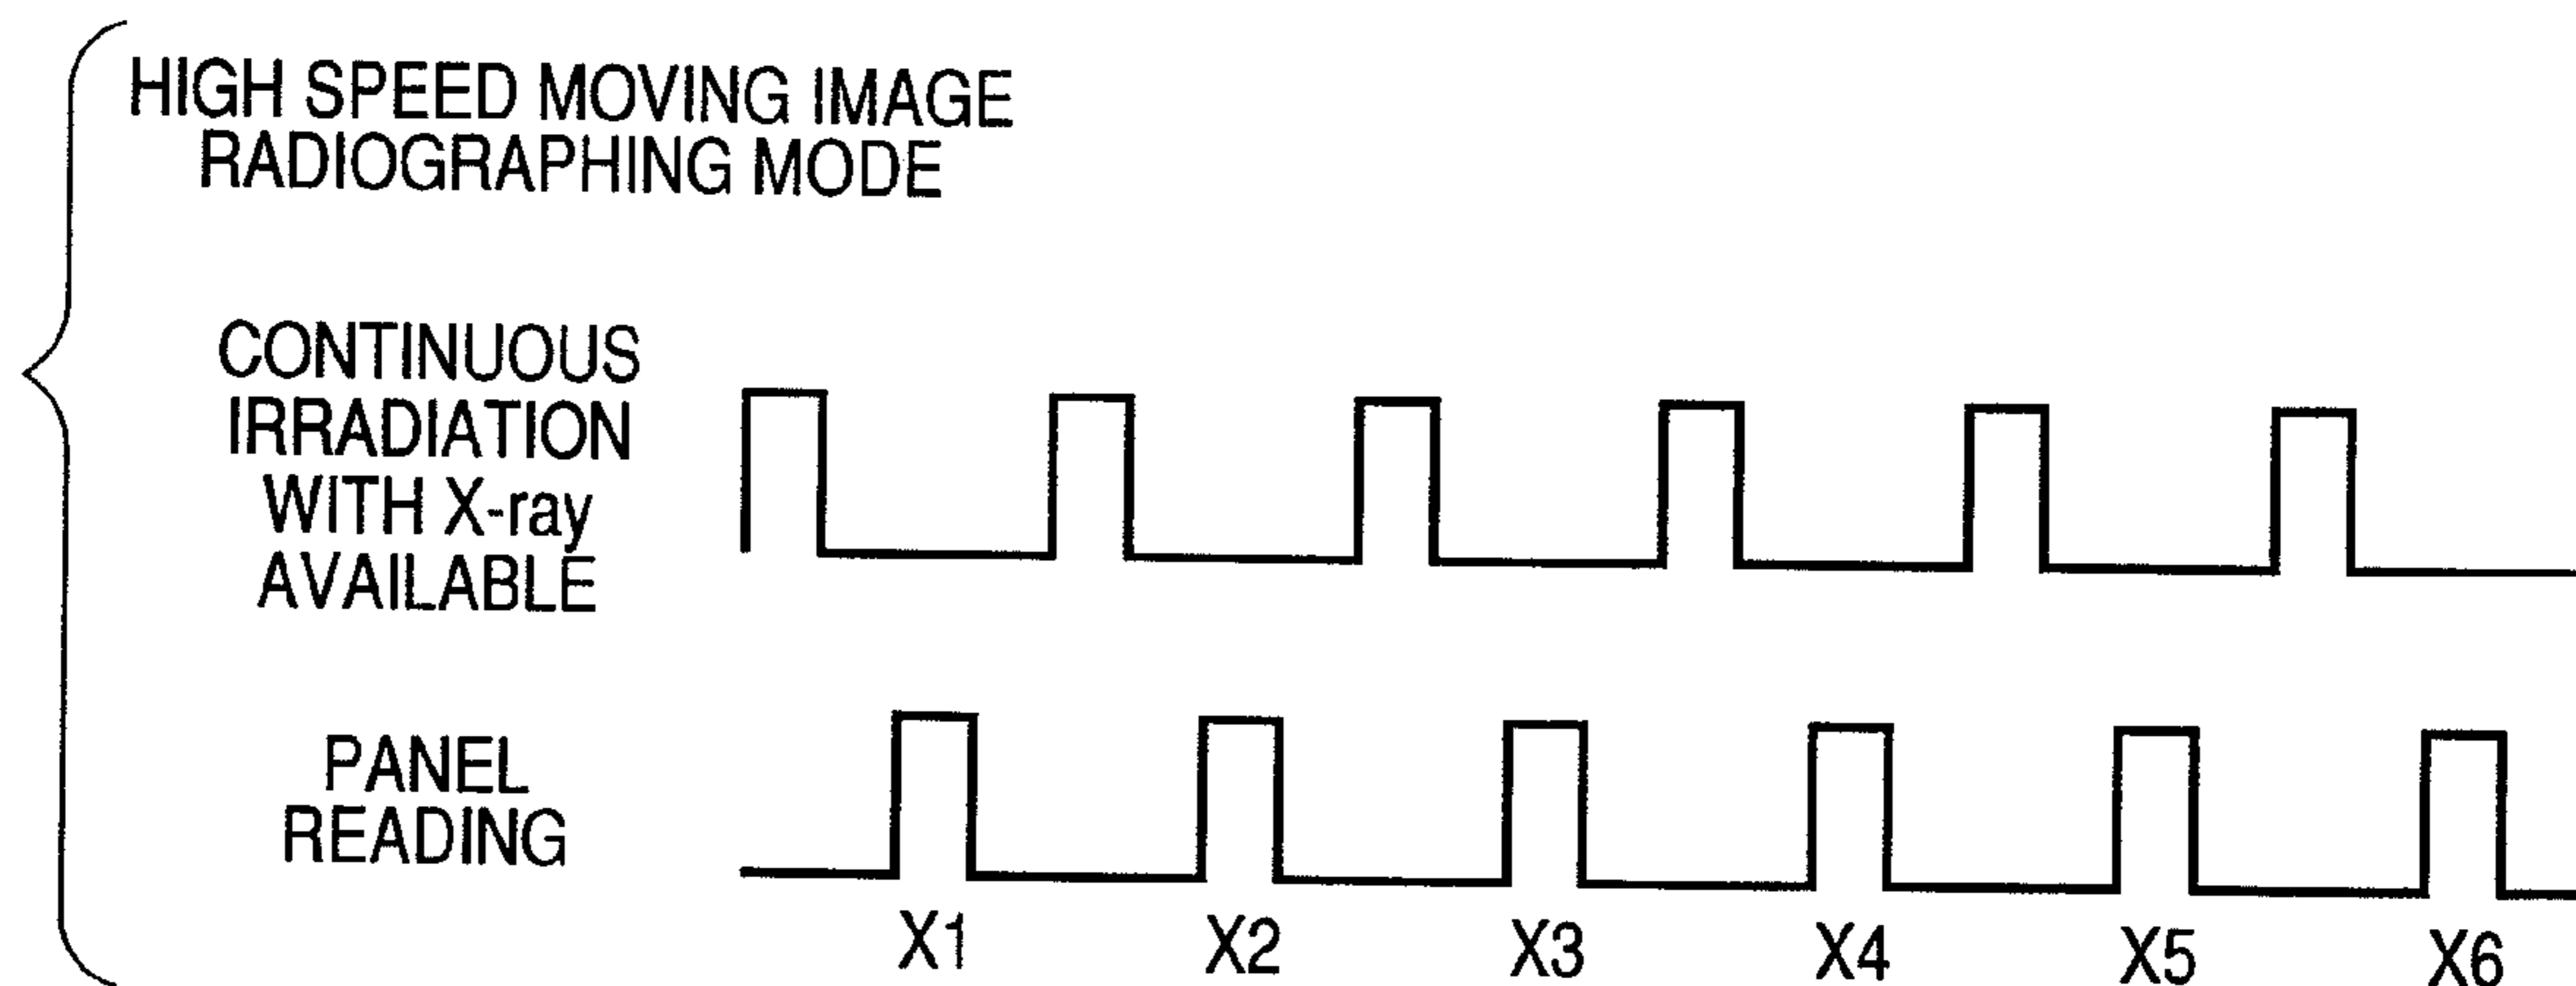 HIGH SPEED MOVING IMAGE
RADIOGRAPHING MODE
CONTINUOUS
IRRADIATION
WITH X-ray
AVAILABLE
PANEL
READING
X1 X2 X3 X4 X5 X6